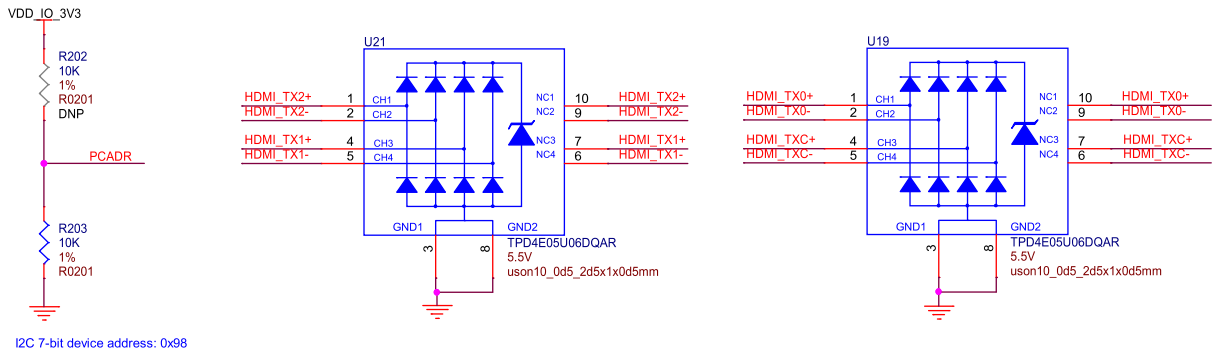 VDD_IO_3V3
R202
10K
1%
R0201
DNP
PCADR
R203
10K
1%
R0201
I2C 7-bit device address: 0x98
U21
HDMI_TX2+
1
CH1
NC1
10
HDMI_TX2+
HDMI_TX2-
2
CH2
NC2
9
HDMI_TX2-
HDMI_TX1+
4
CH3
NC3
7
HDMI_TX1+
HDMI_TX1-
5
CH4
NC4
6
HDMI_TX1-
GND1
GND2
3
8
TPD4E05U06DQAR
5.5V
uson10_0d5_2d5x1x0d5mm
U19
HDMI_TX0+
1
CH1
NC1
10
HDMI_TX0+
HDMI_TX0-
2
CH2
NC2
9
HDMI_TX0-
HDMI_TXC+
4
CH3
NC3
7
HDMI_TXC+
HDMI_TXC-
5
CH4
NC4
6
HDMI_TXC-
GND1
GND2
3
8
TPD4E05U06DQAR
5.5V
uson10_0d5_2d5x1x0d5mm